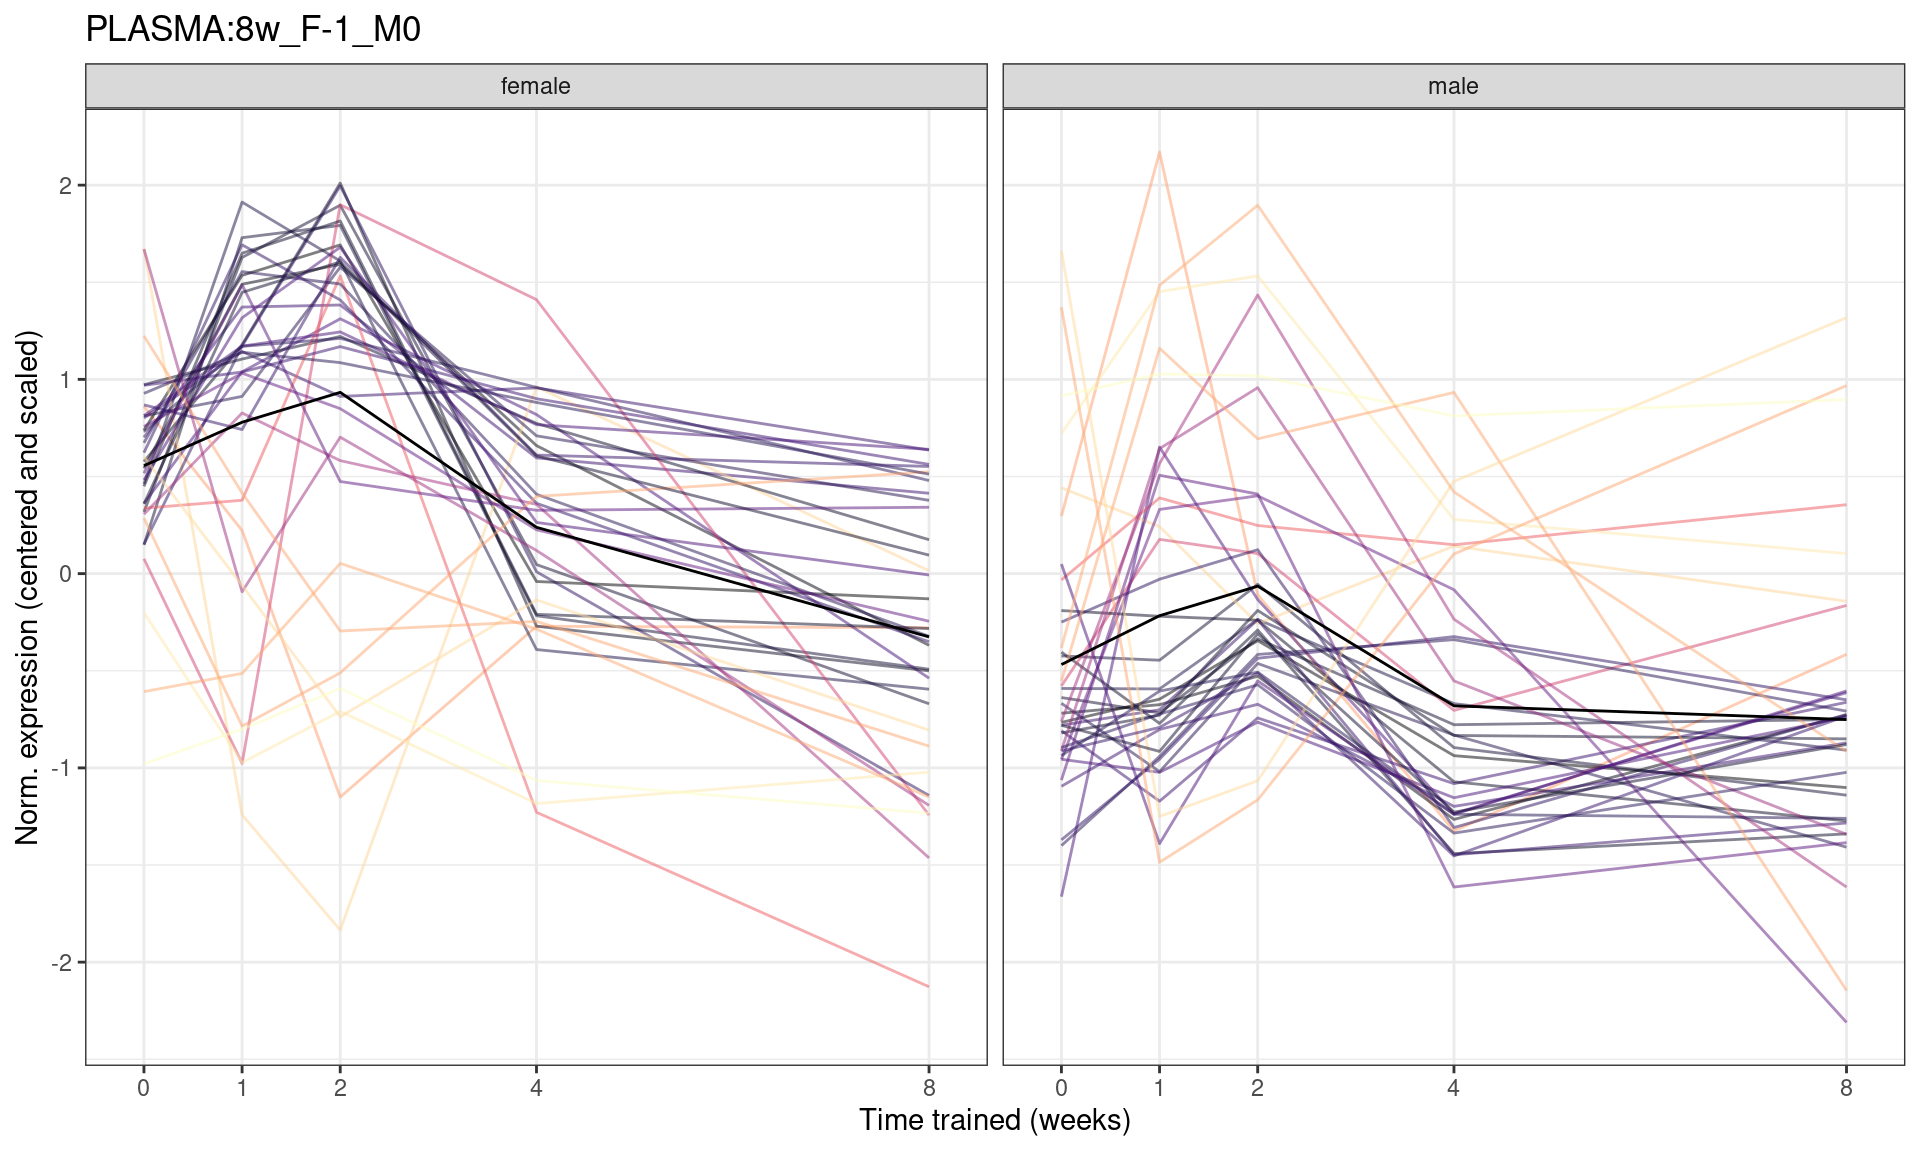 PLASMA:8w_F-1_M0
female
male
Norm. expression (centered and scaled)
2
1
0
-1
-2
0 1 2 4 8
0 1 2 4 8
Time trained (weeks)